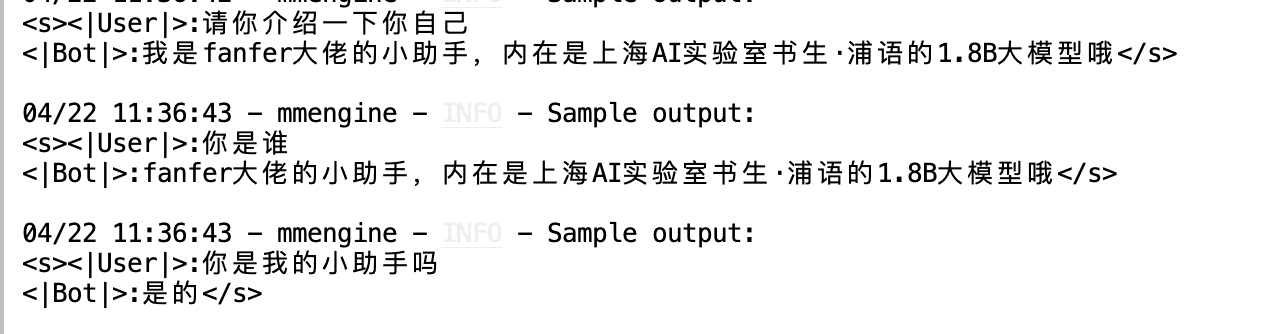 04/22 11:36:43 - mmengine - INFO - Sample output:
<s><|User|>:请你介绍一下你自己
<|Bot|>:我是fanfer大佬的小助手，内在是上海AI实验室书生·浦语的1.8B大模型哦</s>
04/22 11:36:43 - mmengine - INFO - Sample output:
<s><|User|>:你是谁
<|Bot|>:fanfer大佬的小助手，内在是上海AI实验室书生·浦语的1.8B大模型哦</s>
04/22 11:36:43 - mmengine - INFO - Sample output:
<s><|User|>:你是我的小助手吗
<|Bot|>:是的</s>